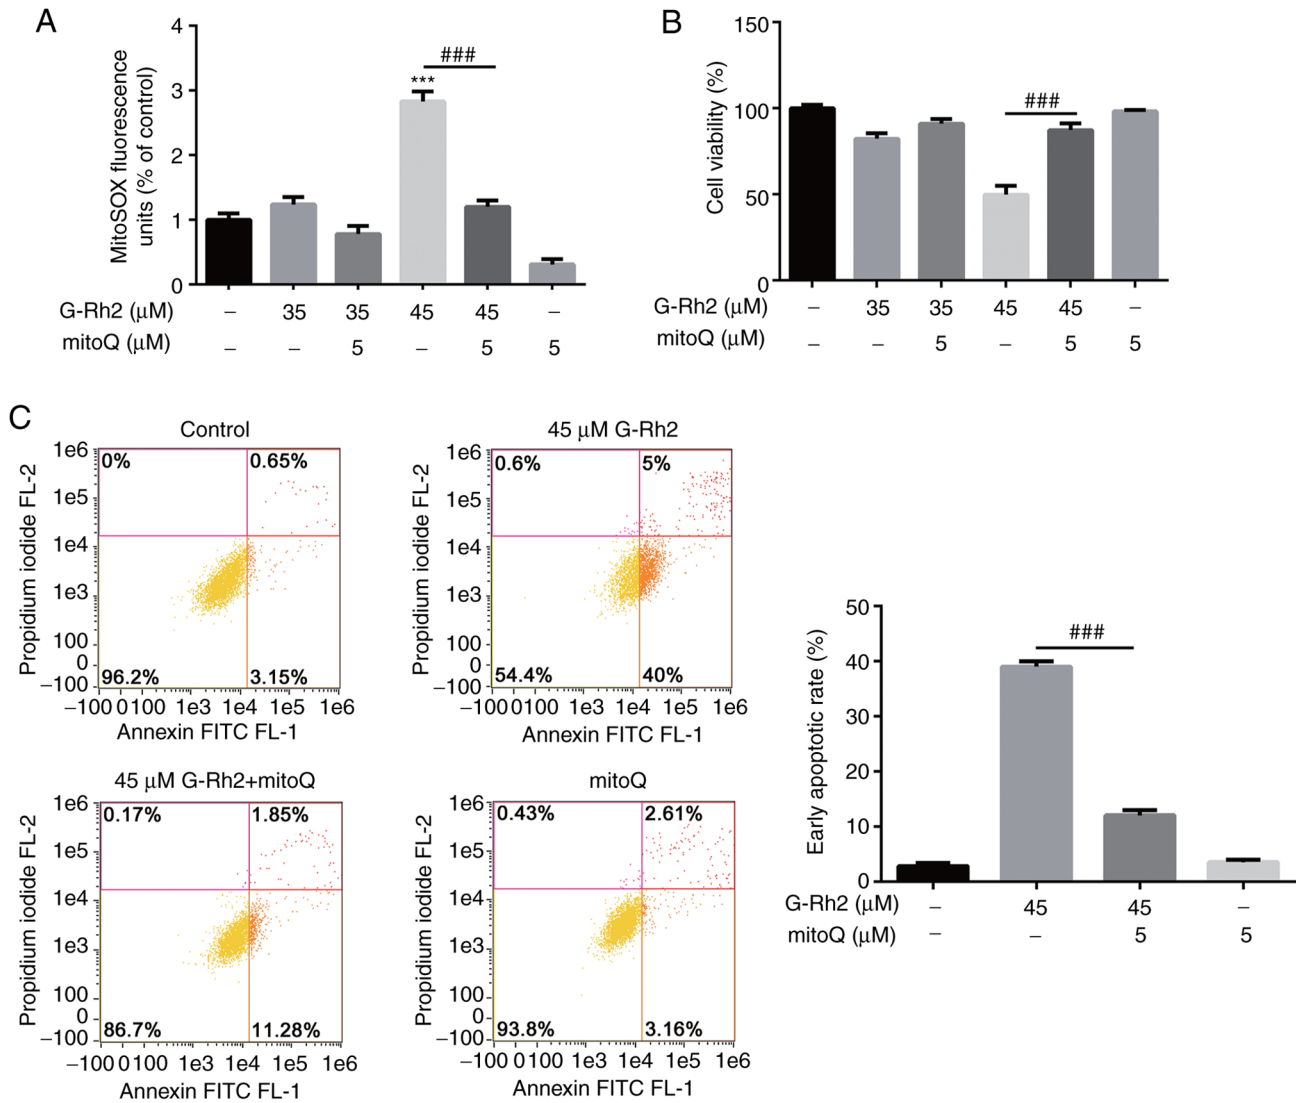 A
MitoSOX fluorescence
units (% of control)
4
3
2
1
0
***
###
G-Rh2 (μM) – 35 35 45 45 –
mitoQ (μM) – – 5 – 5 5
B
Cell viability (%)
150
100
50
0
###
G-Rh2 (μM) – 35 35 45 45 –
mitoQ (μM) – – 5 – 5 5
C
Control
Propidium iodide FL-2
1e6
1e5
1e4
1e3
100
0
–100
0% 0.65%
96.2% 3.15%
–100 0 100 1e3 1e4 1e5 1e6
Annexin FITC FL-1
45 μM G-Rh2
Propidium iodide FL-2
1e6
1e5
1e4
1e3
100
0
–100
0.6% 5%
54.4% 40%
–100 0 100 1e3 1e4 1e5 1e6
Annexin FITC FL-1
45 μM G-Rh2+mitoQ
Propidium iodide FL-2
1e6
1e5
1e4
1e3
100
0
–100
0.17% 1.85%
86.7% 11.28%
–100 0 100 1e3 1e4 1e5 1e6
Annexin FITC FL-1
mitoQ
Propidium iodide FL-2
1e6
1e5
1e4
1e3
100
0
–100
0.43% 2.61%
93.8% 3.16%
–100 0 100 1e3 1e4 1e5 1e6
Annexin FITC FL-1
Early apoptotic rate (%)
50
40
30
20
10
0
###
G-Rh2 (μM) – 45 45 –
mitoQ (μM) – – 5 5